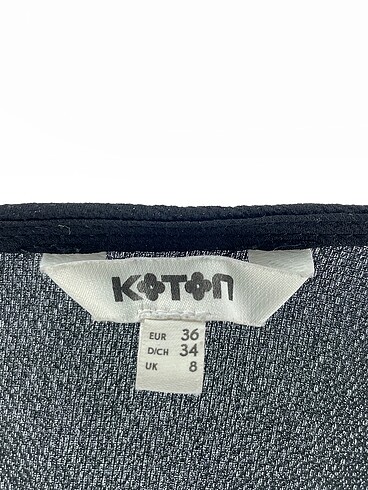 KOTON
EUR 36
D/CH 34
UK 8